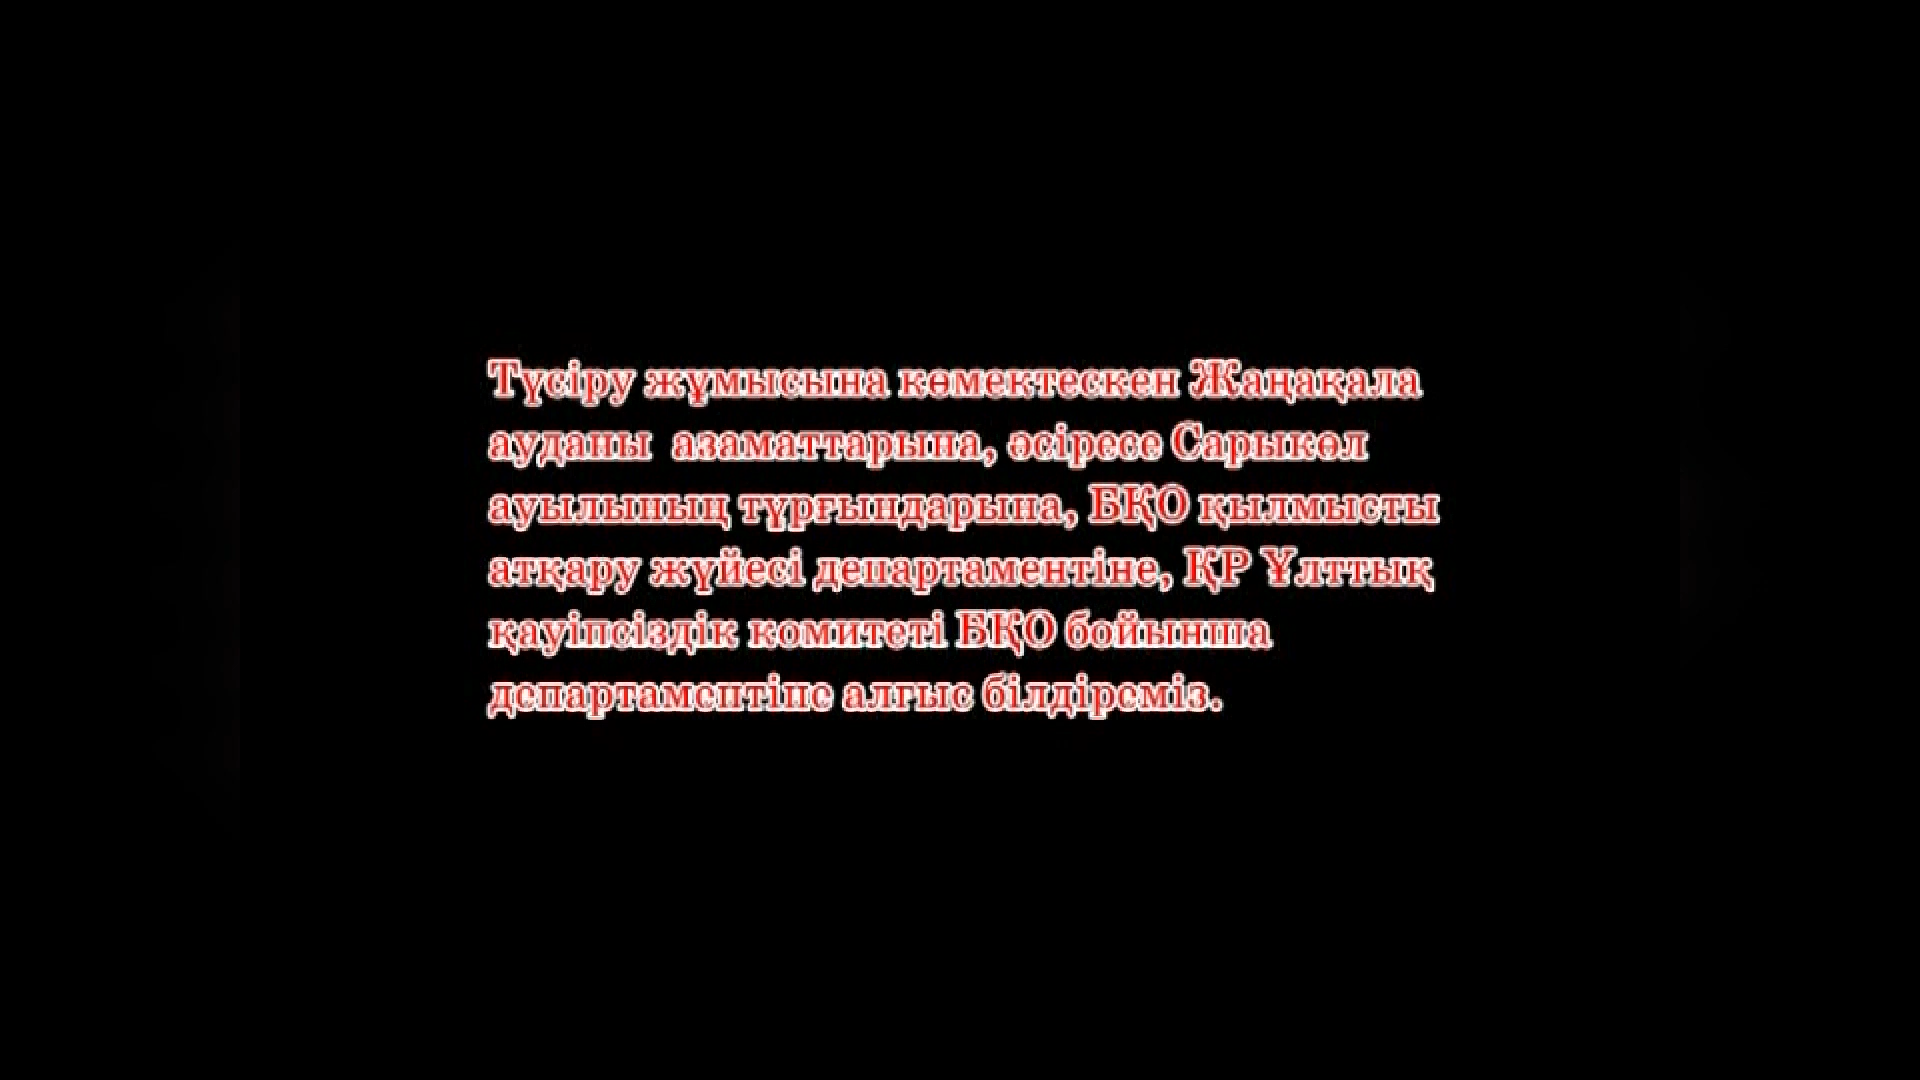 Түсіру жұмысына көмектескен Жаңақала
ауданы азаматтарына, әсіресе Сарыкөл
ауылының тұрғындарына, БҚО қылмысты
атқару жүйесі департаментіне, ҚР Ұлттық
қауіпсіздік комитеті БҚО бойынша
департаментіне алғыс білдіреміз.